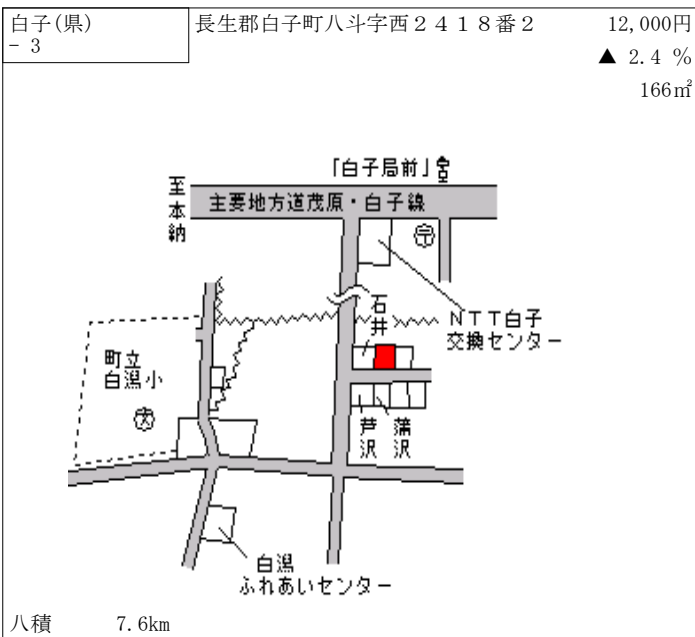 白子(県)
- 3
長生郡白子町八斗字西２４１８番２
12,000円
▲ 2.4 %
166㎡
「白子局前」
至本納
主要地方道茂原・白子線
〒
石井
ＮＴＴ白子
交換センター
町立
白潟小
文
芦沢
蒲沢
白潟
ふれあいセンター
八積 7.6km